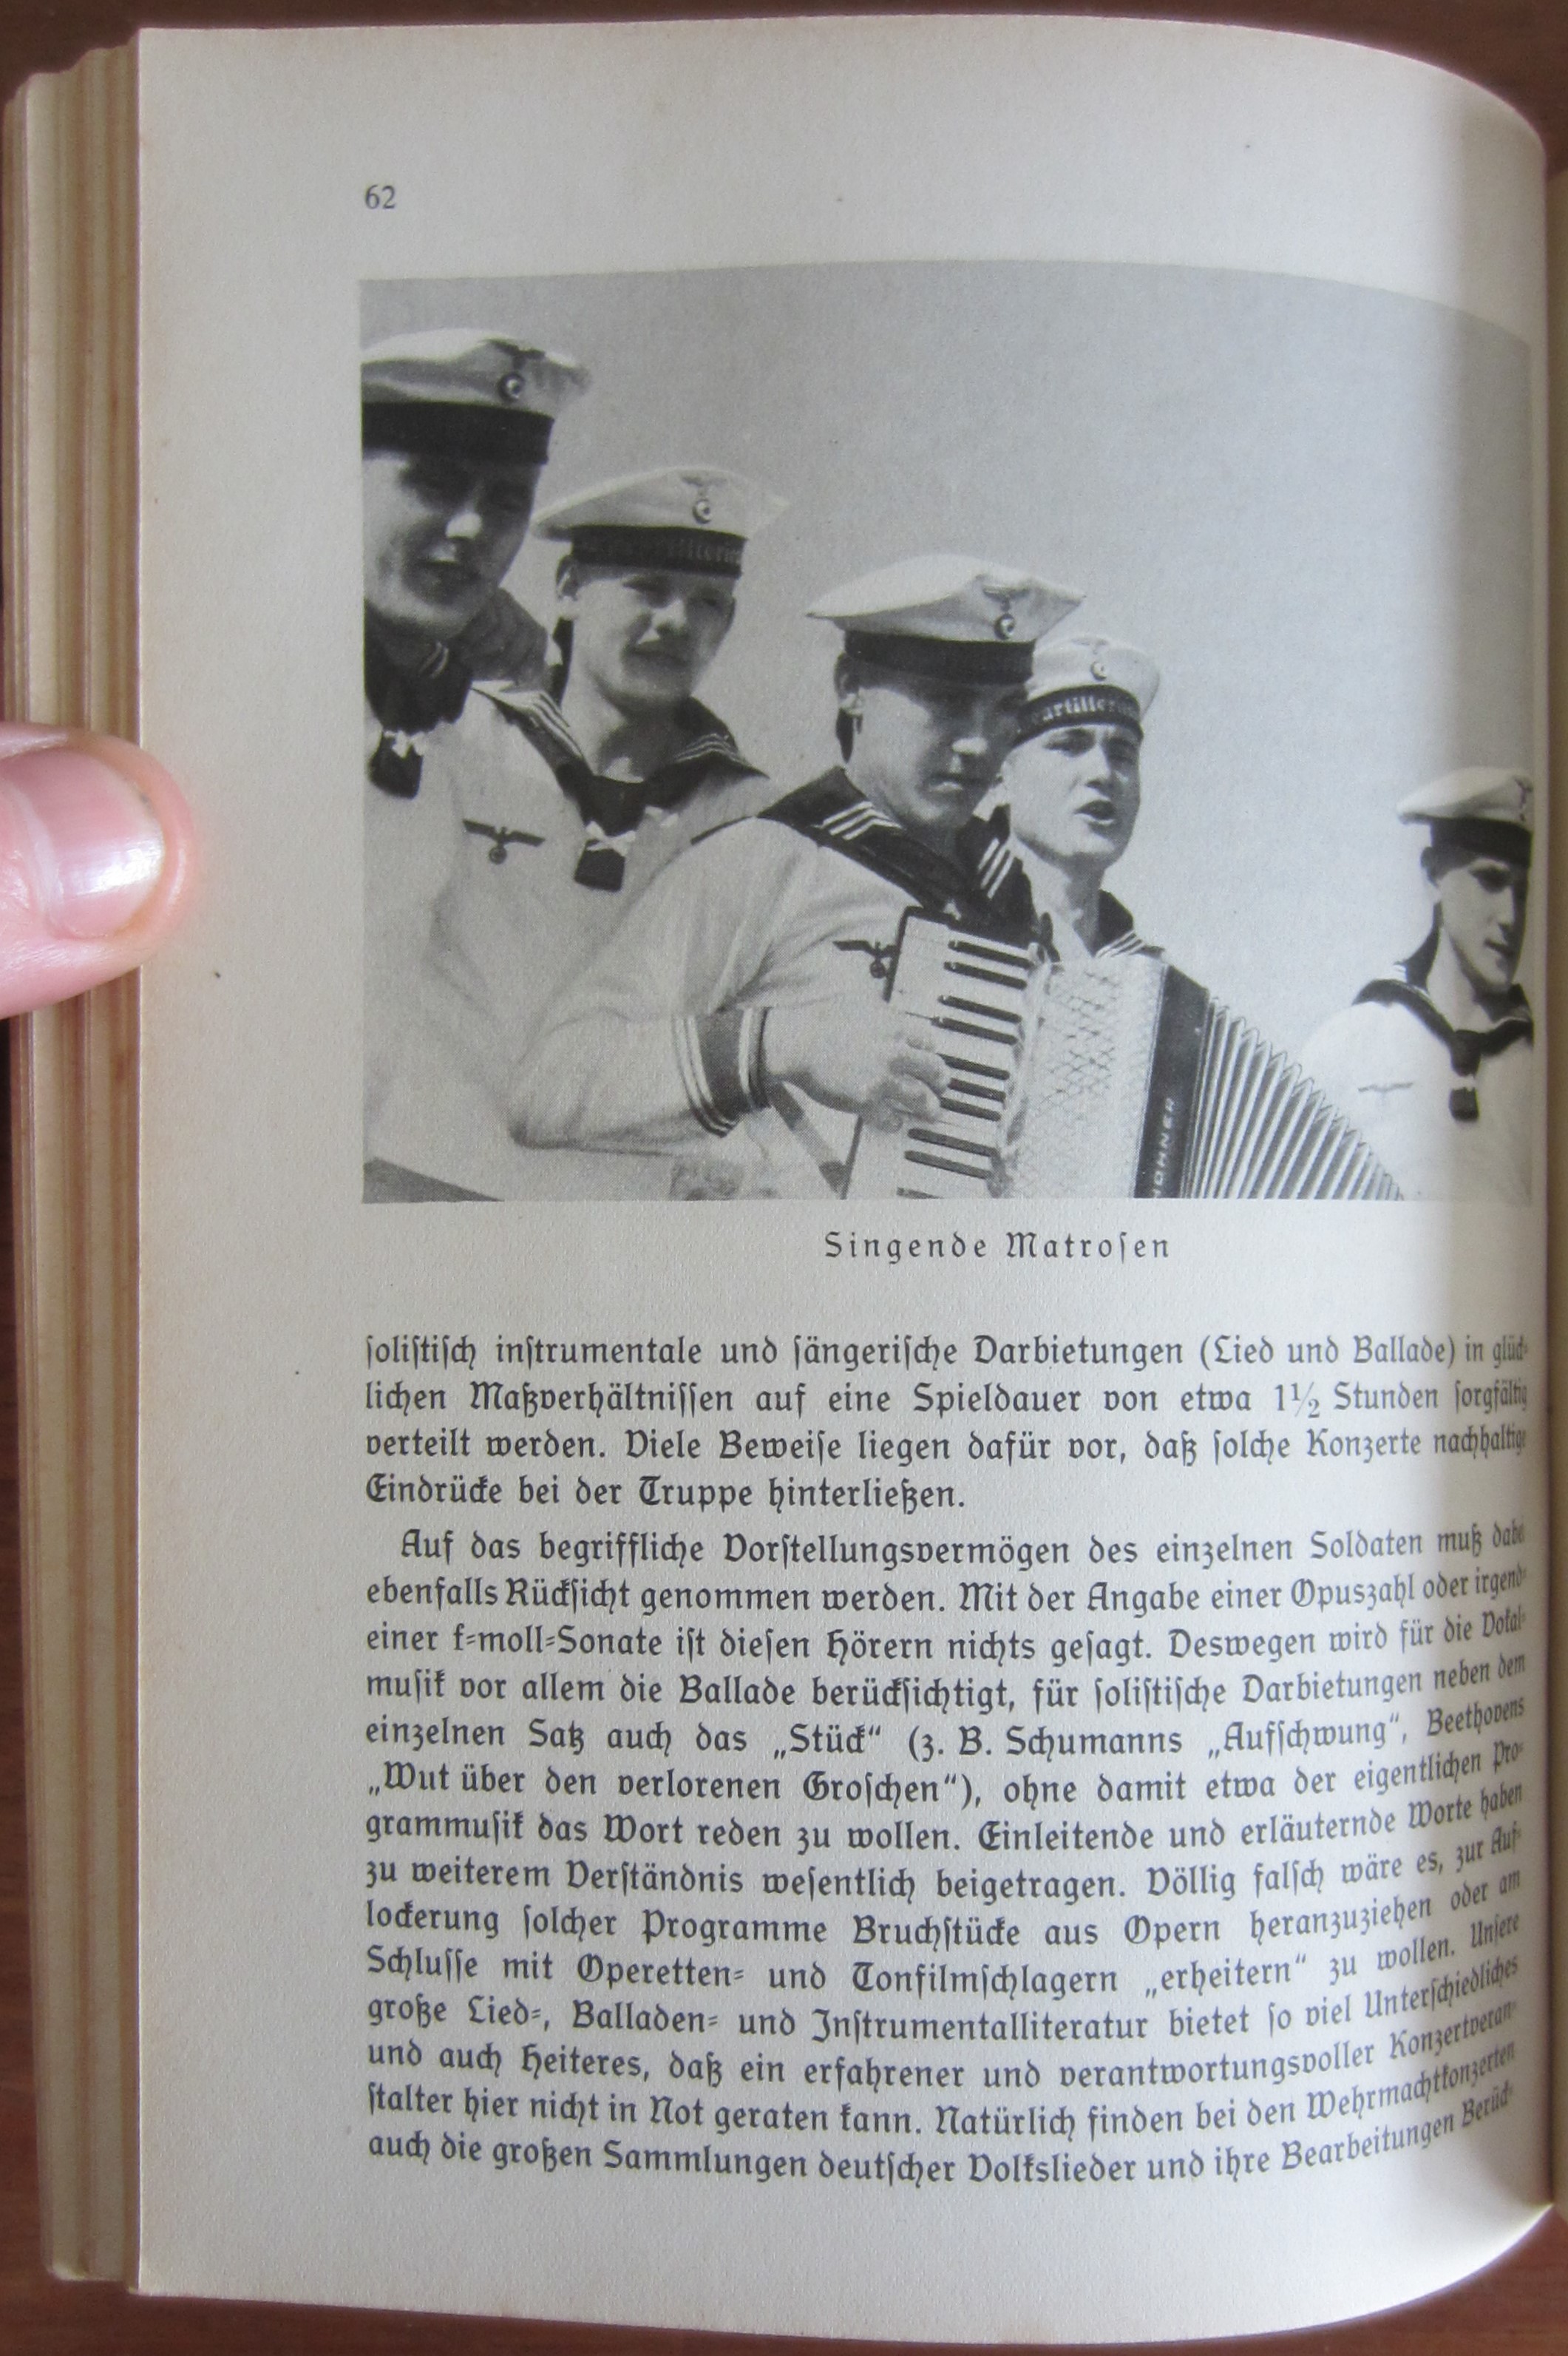 62
artillerie
HOHNER
Singende Matroſen
ſoliſtiſch inſtrumentale und ſängeriſche Darbietungen (Lied und Ballade) in glück-
lichen Maßverhältniſſen auf eine Spieldauer von etwa 1½ Stunden ſorgfältig
verteilt werden. Viele Beweiſe liegen dafür vor, daß ſolche Konzerte nachhaltige
Eindrücke bei der Truppe hinterließen.
Auf das begriffliche Vorſtellungsvermögen des einzelnen Soldaten muß dabei
ebenfalls Rückſicht genommen werden. Mit der Angabe einer Opuszahl oder irgend-
einer f-moll-Sonate iſt dieſen Hörern nichts geſagt. Deswegen wird für die Vokal-
muſik vor allem die Ballade berückſichtigt, für ſoliſtiſche Darbietungen neben dem
einzelnen Satz auch das „Stück“ (z. B. Schumanns „Aufſchwung“, Beethovens
„Wut über den verlorenen Groſchen“), ohne damit etwa der eigentlichen Pro-
grammuſik das Wort reden zu wollen. Einleitende und erläuternde Worte haben
zu weiterem Verſtändnis weſentlich beigetragen. Völlig falſch wäre es, zur Auf-
lockerung ſolcher Programme Bruchſtücke aus Opern heranzuziehen oder am
Schluſſe mit Operetten- und Tonfilmſchlagern „erheitern“ zu wollen. Unſere
große Lied-, Balladen- und Inſtrumentalliteratur bietet ſo viel Unterſchiedliches
und auch Heiteres, daß ein erfahrener und verantwortungsvoller Konzertveran-
ſtalter hier nicht in Not geraten kann. Natürlich finden bei den Wehrmachtkonzerten
auch die großen Sammlungen deutſcher Volkslieder und ihre Bearbeitungen Berück-